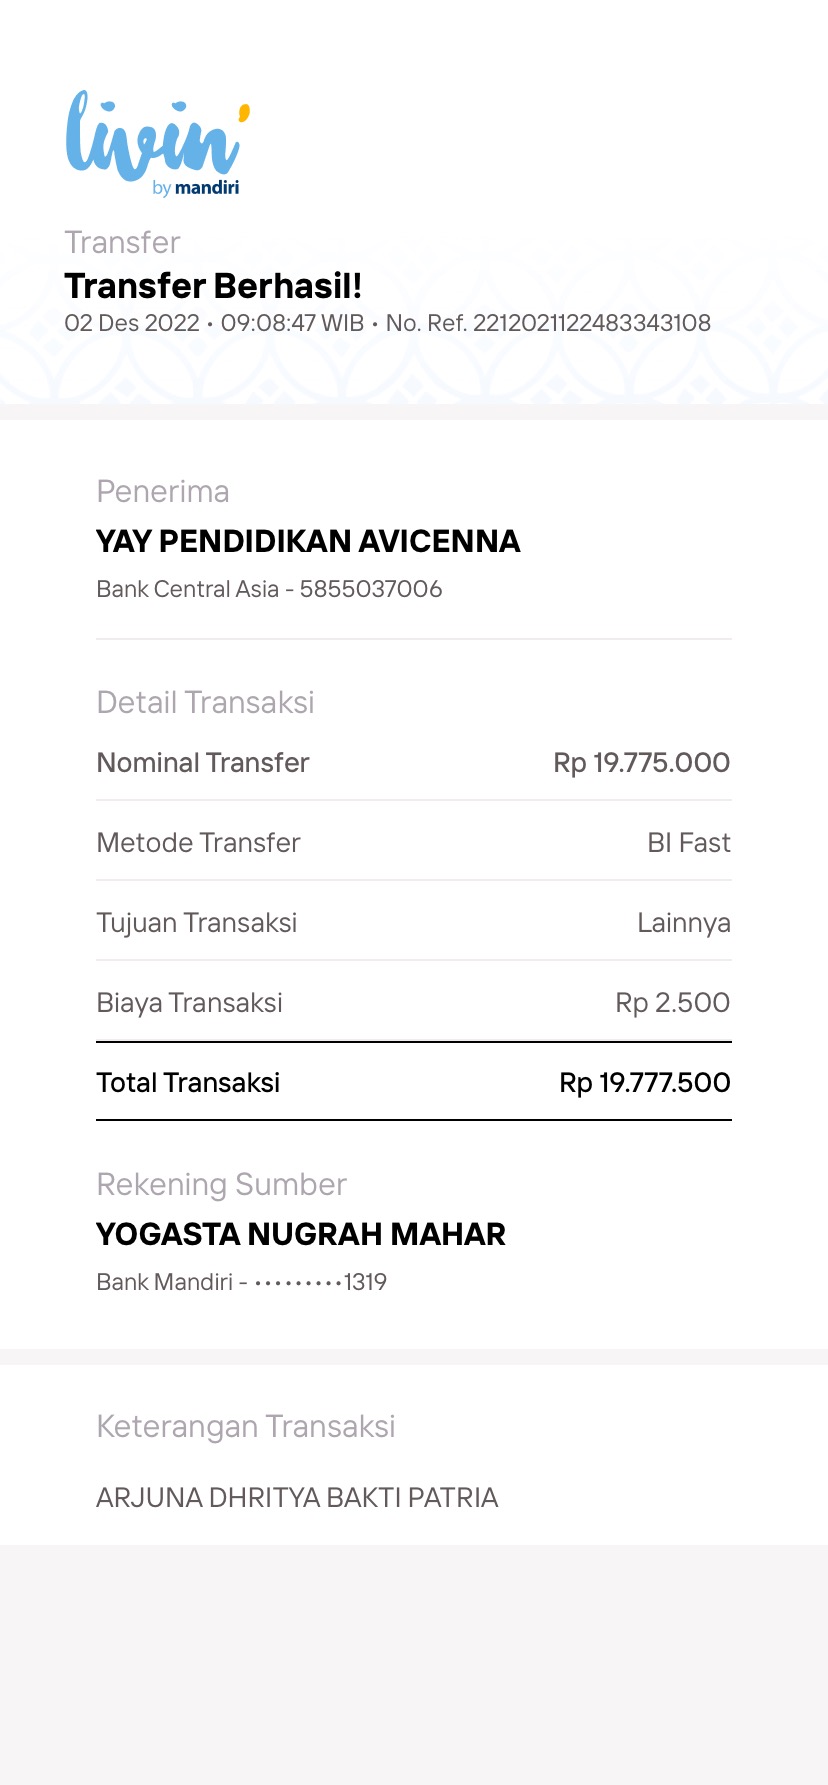 livin'
by mandiri
Transfer
Transfer Berhasil!
02 Des 2022 • 09:08:47 WIB • No. Ref. 2212021122483343108
Penerima
YAY PENDIDIKAN AVICENNA
Bank Central Asia - 5855037006
Detail Transaksi
Nominal Transfer Rp 19.775.000
Metode Transfer BI Fast
Tujuan Transaksi Lainnya
Biaya Transaksi Rp 2.500
Total Transaksi Rp 19.777.500
Rekening Sumber
YOGASTA NUGRAH MAHAR
Bank Mandiri - •••••••••1319
Keterangan Transaksi
ARJUNA DHRITYA BAKTI PATRIA